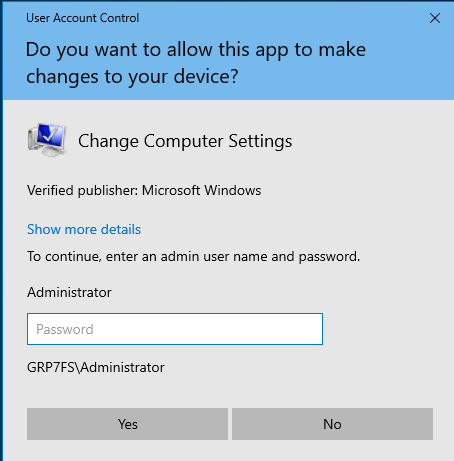 User Account Control
Do you want to allow this app to make
changes to your device?
Change Computer Settings
Verified publisher: Microsoft Windows
Show more details
To continue, enter an admin user name and password.
Administrator
Password
GRP7FS\Administrator
Yes
No